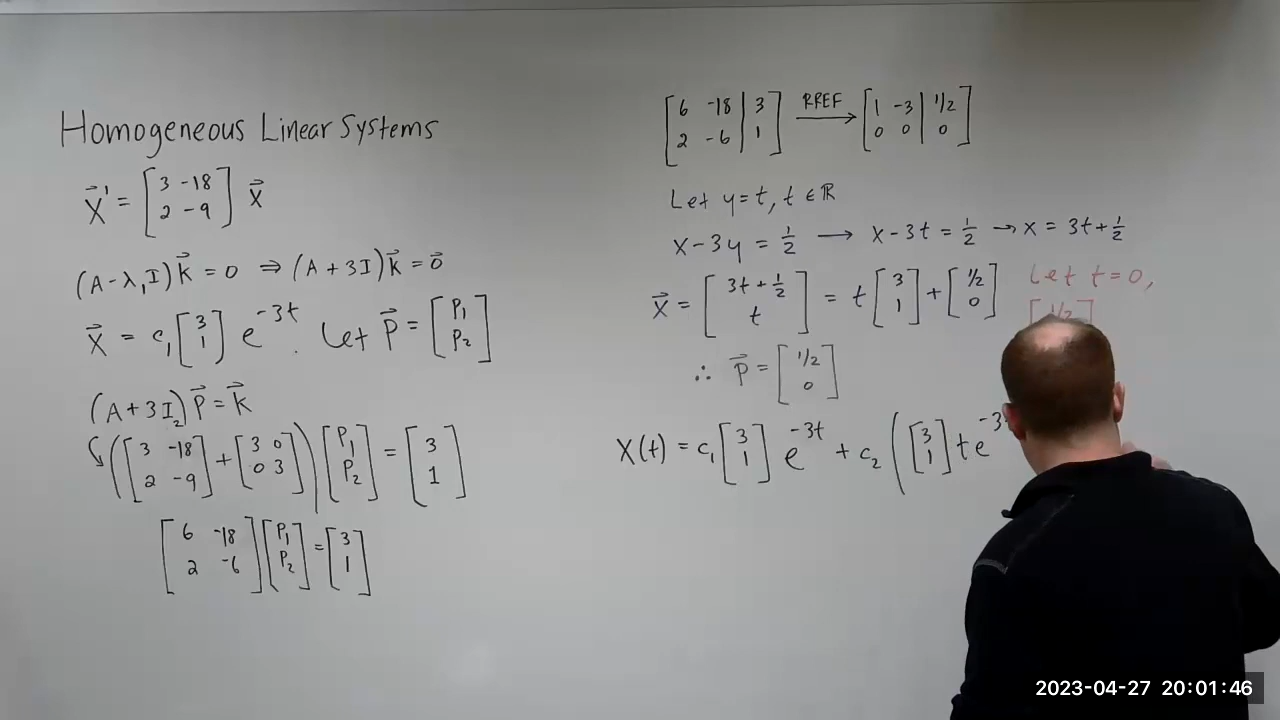 Homogeneous Linear Systems
X⃗' = [3 -18; 2 -9] X⃗
(A - λ₁I)K⃗ = 0 ⇒ (A + 3I)K⃗ = 0⃗
X⃗ = c₁ [3; 1] e^{-3t}. Let P⃗ = [P₁; P₂]
(A + 3I₂)P⃗ = K⃗
([3 -18; 2 -9] + [3 0; 0 3]) [P₁; P₂] = [3; 1]
[6 -18; 2 -6] [P₁; P₂] = [3; 1]
[6 -18 | 3; 2 -6 | 1] RREF→ [1 -3 | 1/2; 0 0 | 0]
Let y = t, t ∈ ℝ
x - 3y = 1/2 → x - 3t = 1/2 → x = 3t + 1/2
X⃗ = [3t + 1/2; t] = t [3; 1] + [1/2; 0] Let t = 0,
[1/2
∴ P⃗ = [1/2; 0]
X(t) = c₁ [3; 1] e^{-3t} + c₂ ([3; 1] t e^{-3
2023-04-27 20:01:46